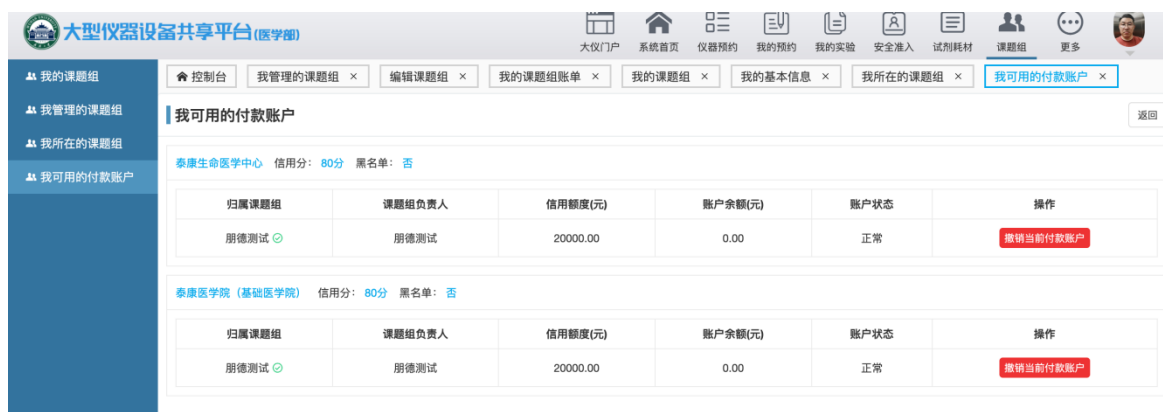 大型仪器设备共享平台(医学部)
大仪门户 系统首页 仪器预约 我的预约 我的实验 安全准入 试剂耗材 课题组 更多
我的课题组
我管理的课题组
我所在的课题组
我可用的付款账户
控制台 我管理的课题组 × 编辑课题组 × 我的课题组账单 × 我的课题组 × 我的基本信息 × 我所在的课题组 × 我可用的付款账户 ×
我可用的付款账户 返回
泰康生命医学中心 信用分: 80分 黑名单: 否
归属课题组 课题组负责人 信用额度(元) 账户余额(元) 账户状态 操作
朋德测试 朋德测试 20000.00 0.00 正常 撤销当前付款账户
泰康医学院（基础医学院） 信用分: 80分 黑名单: 否
归属课题组 课题组负责人 信用额度(元) 账户余额(元) 账户状态 操作
朋德测试 朋德测试 20000.00 0.00 正常 撤销当前付款账户